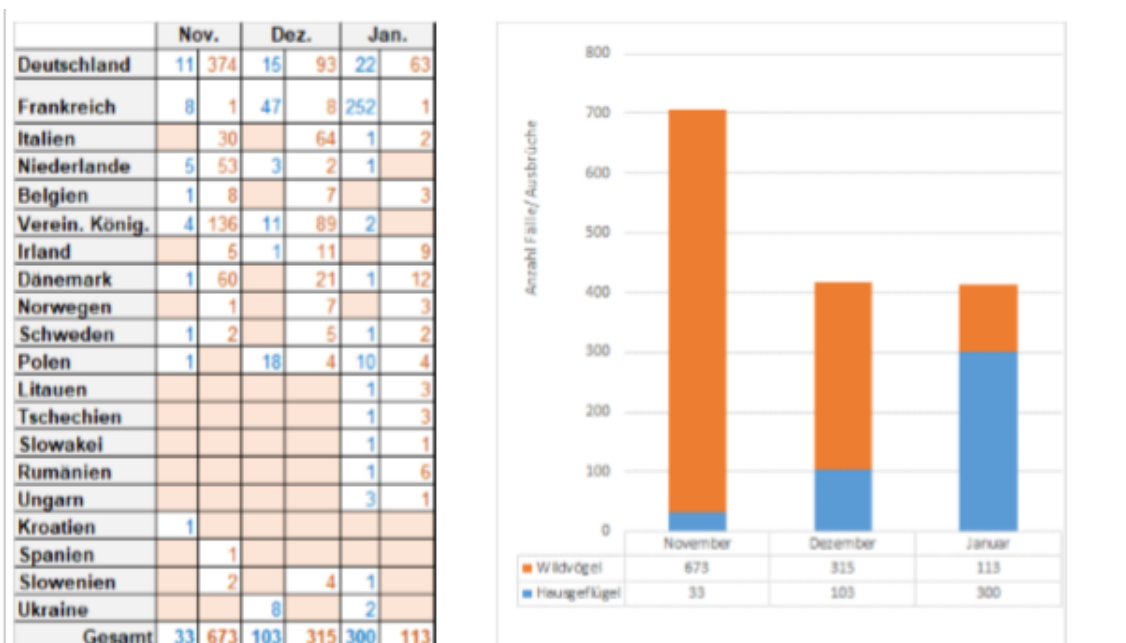 Nov. Dez. Jan.
Deutschland 11 374 15 93 22 63
Frankreich 8 1 47 8 252 1
Italien 30 64 1 2
Niederlande 5 53 3 2 1
Belgien 1 8 7 3
Verein. König. 4 136 11 89 2
Irland 5 1 11 9
Dänemark 1 60 21 1 12
Norwegen 1 7 3
Schweden 1 2 5 1 2
Polen 1 18 4 10 4
Litauen 1 3
Tschechien 1 3
Slowakei 1 1
Rumänien 1 6
Ungarn 3 1
Kroatien 1
Spanien 1
Slowenien 2 4 1
Ukraine 8 2
Gesamt 33 673 103 315 300 113
Anzahl Fälle/Ausbrüche
800
700
600
500
400
300
200
100
0
November Dezember Januar
Wildvögel 673 315 113
Hausgeflügel 33 103 300